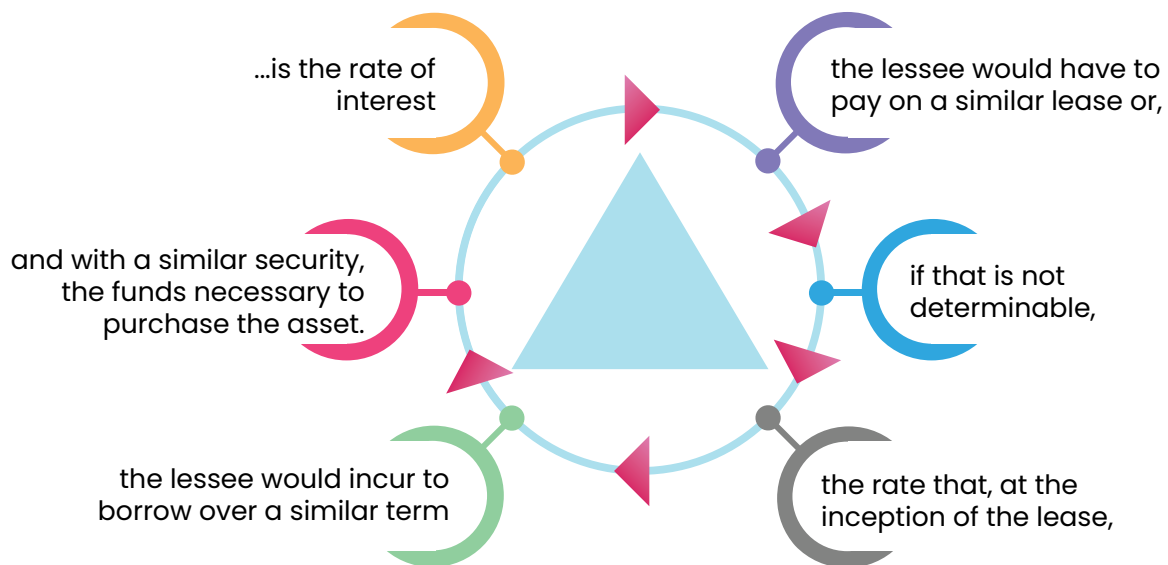 ...is the rate of
interest
the lessee would have to
pay on a similar lease or,
if that is not
determinable,
the rate that, at the
inception of the lease,
the lessee would incur to
borrow over a similar term
and with a similar security,
the funds necessary to
purchase the asset.